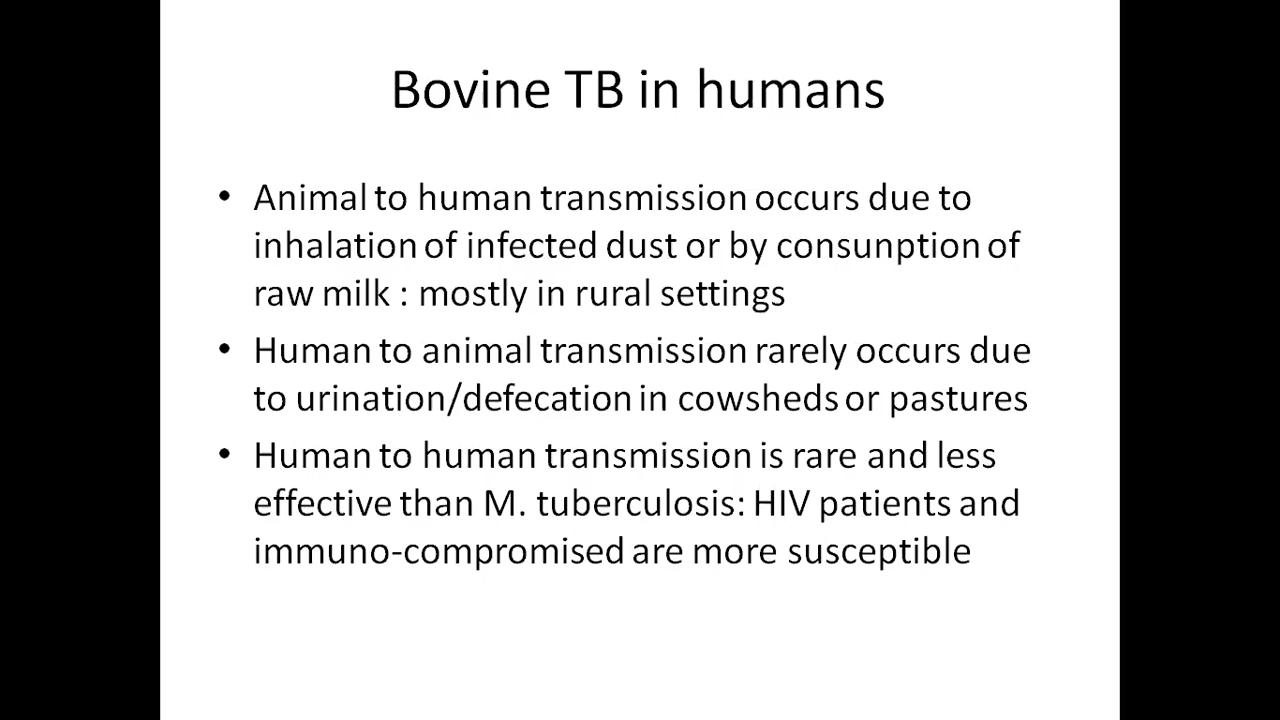 Bovine TB in humans
• Animal to human transmission occurs due to
inhalation of infected dust or by consunption of
raw milk : mostly in rural settings
• Human to animal transmission rarely occurs due
to urination/defecation in cowsheds or pastures
• Human to human transmission is rare and less
effective than M. tuberculosis: HIV patients and
immuno-compromised are more susceptible